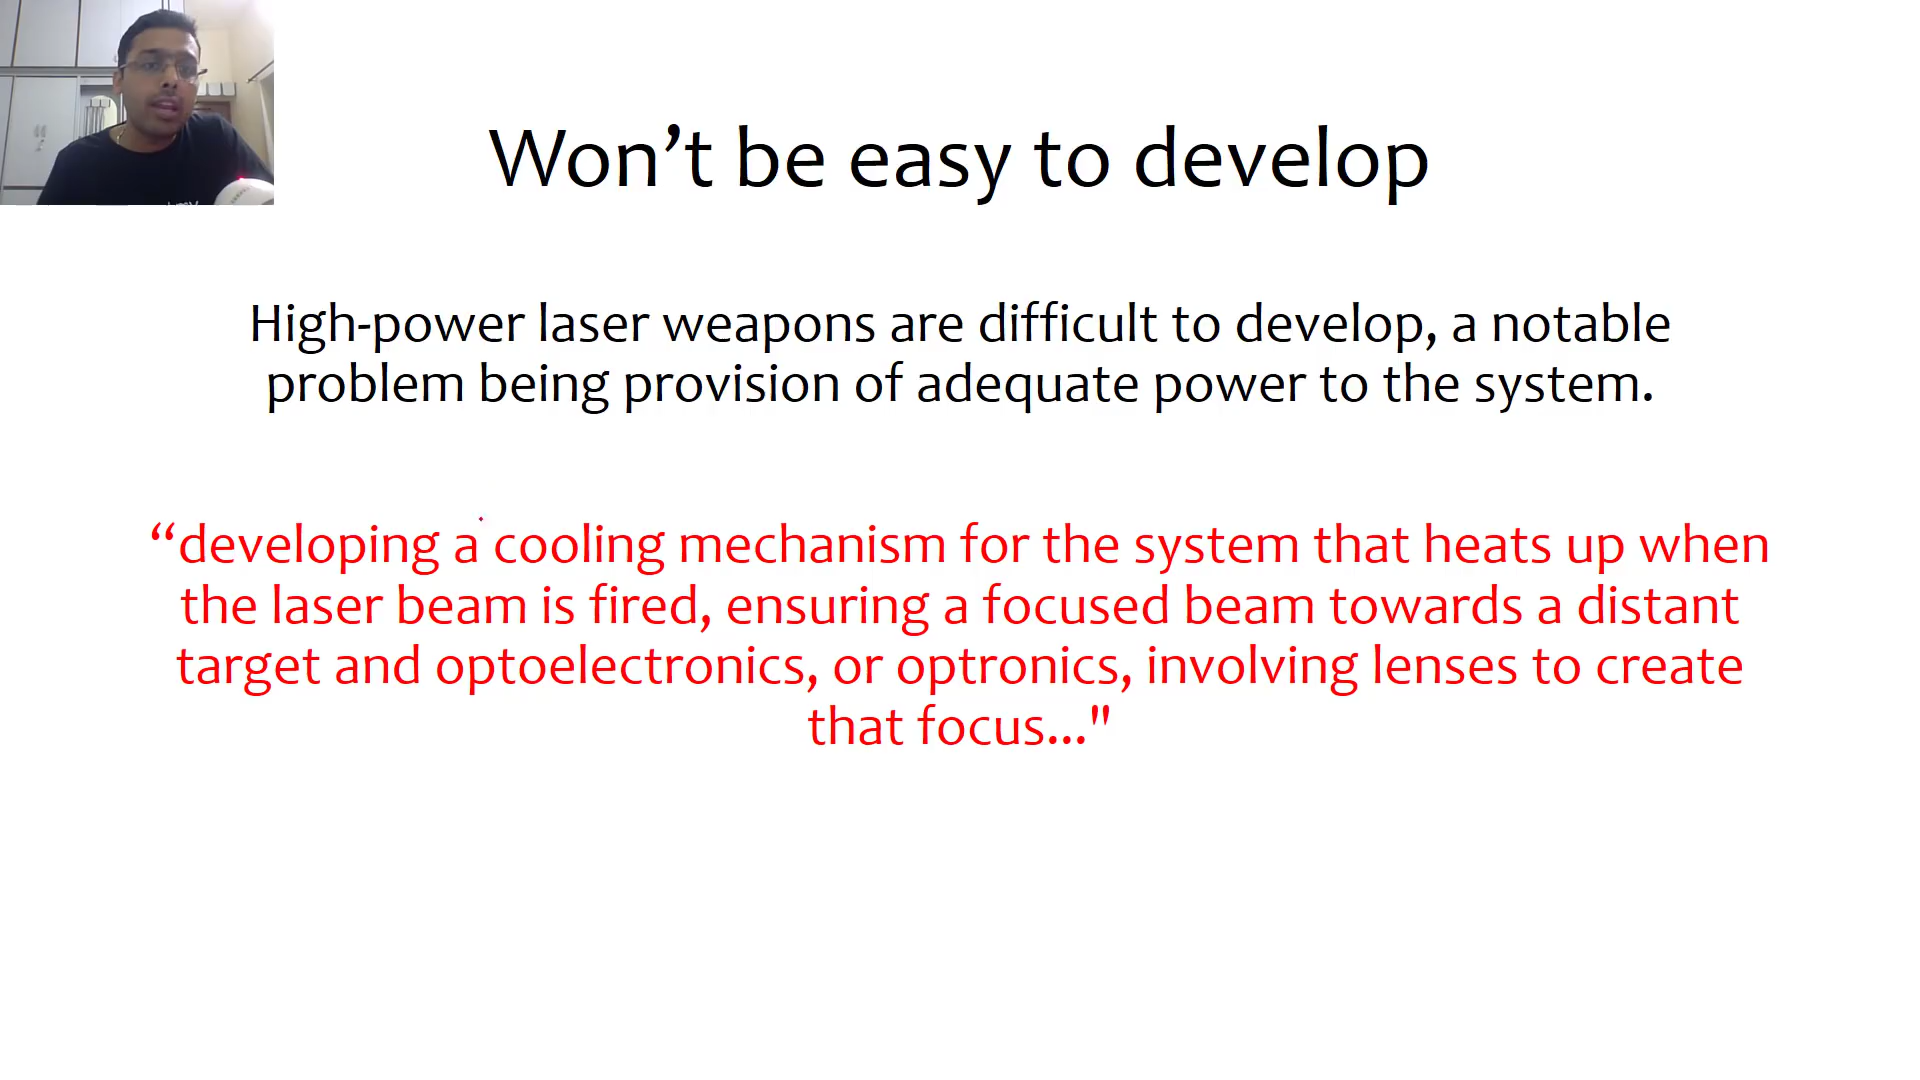 Won’t be easy to develop
High-power laser weapons are difficult to develop, a notable
problem being provision of adequate power to the system.
“developing a cooling mechanism for the system that heats up when
the laser beam is fired, ensuring a focused beam towards a distant
target and optoelectronics, or optronics, involving lenses to create
that focus..."